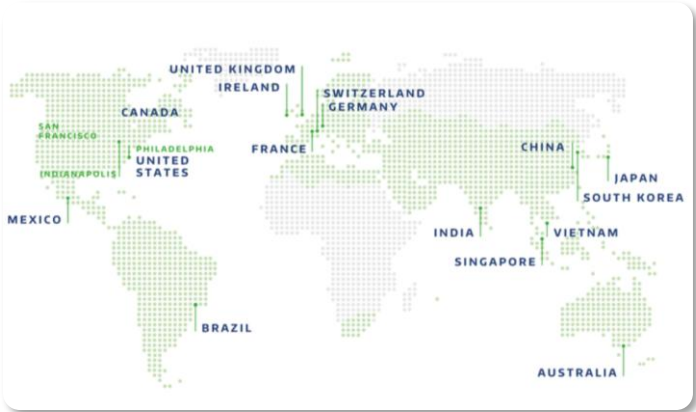 UNITED KINGDOM
IRELAND
SWITZERLAND
GERMANY
CANADA
SAN
FRANCISCO
PHILADELPHIA
FRANCE
CHINA
UNITED
STATES
INDIANAPOLIS
JAPAN
SOUTH KOREA
MEXICO
INDIA
VIETNAM
SINGAPORE
BRAZIL
AUSTRALIA